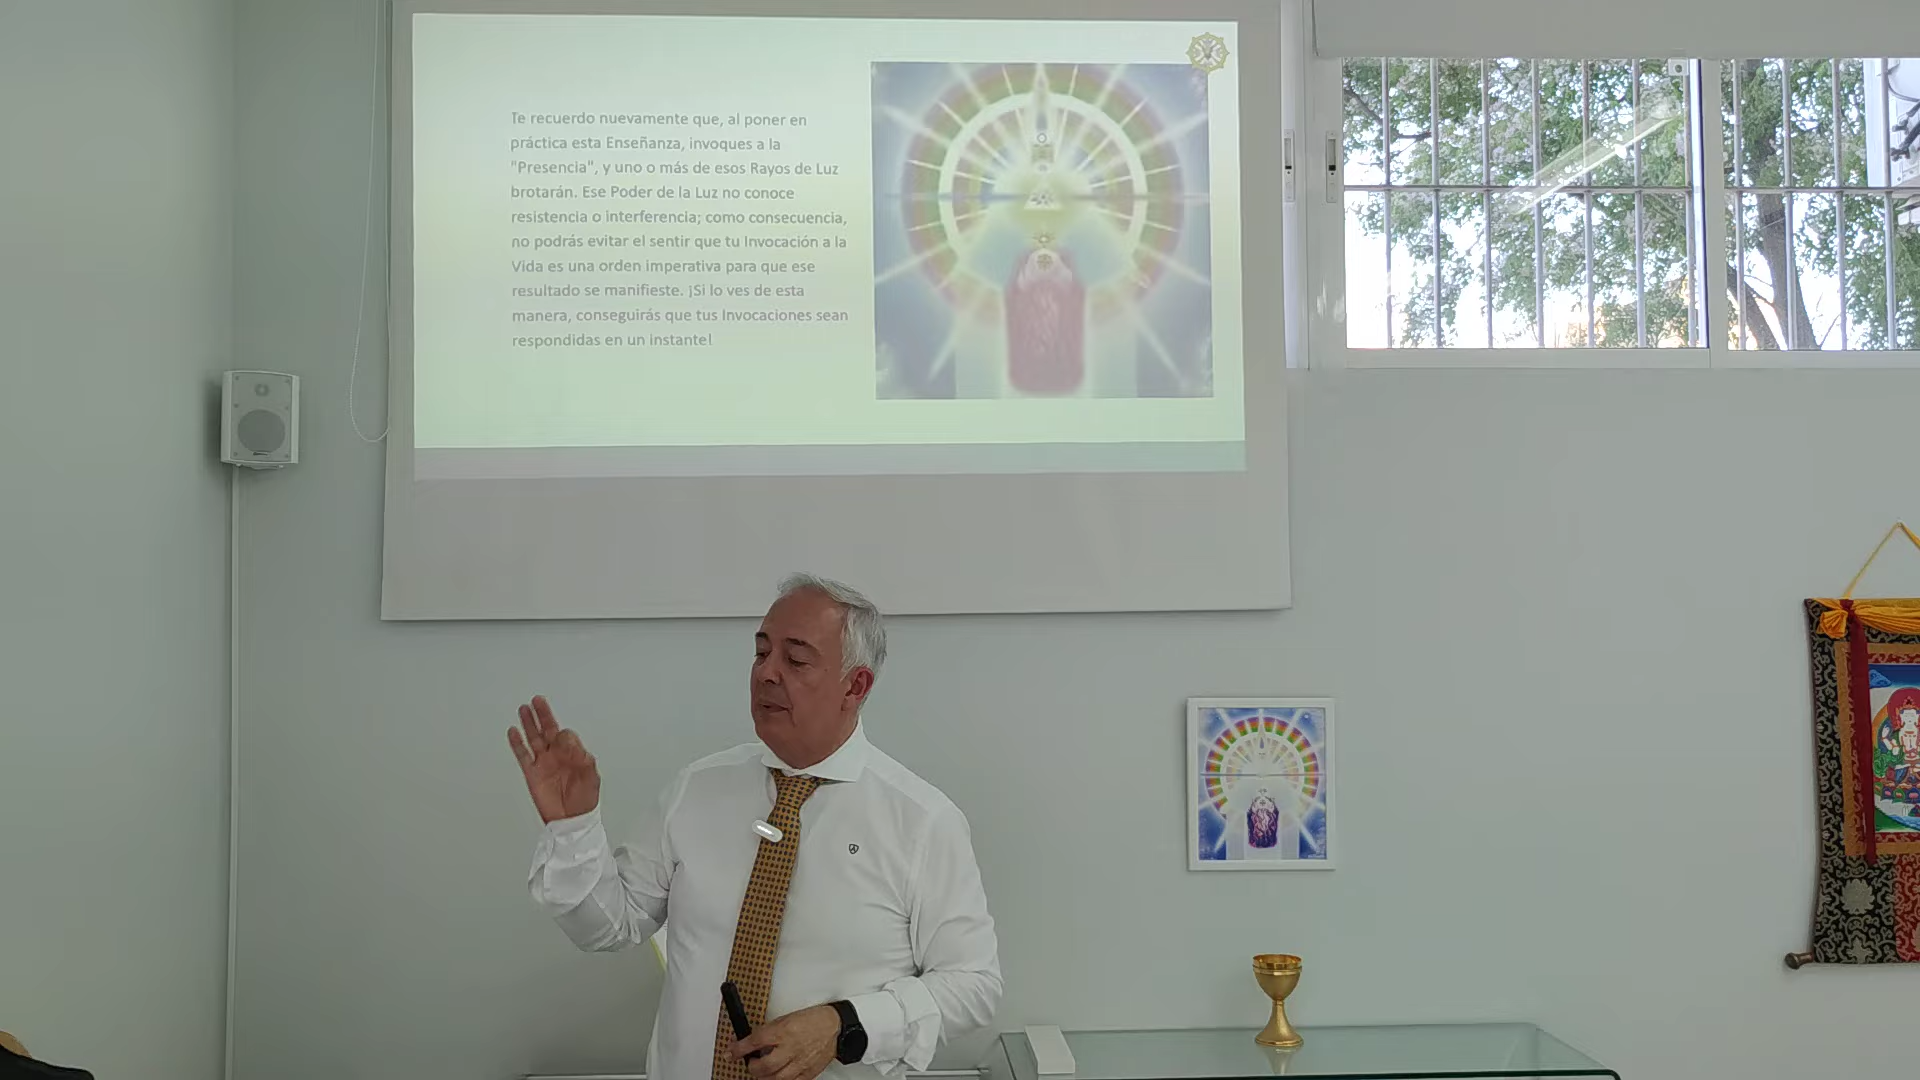 Te recuerdo nuevamente que, al poner en
práctica esta Enseñanza, invoques a la
"Presencia", y uno o más de esos Rayos de Luz
brotarán. Ese Poder de la Luz no conoce
resistencia o interferencia; como consecuencia,
no podrás evitar el sentir que tu Invocación a la
Vida es una orden imperativa para que ese
resultado se manifieste. ¡Si lo ves de esta
manera, conseguirás que tus Invocaciones sean
respondidas en un instante!